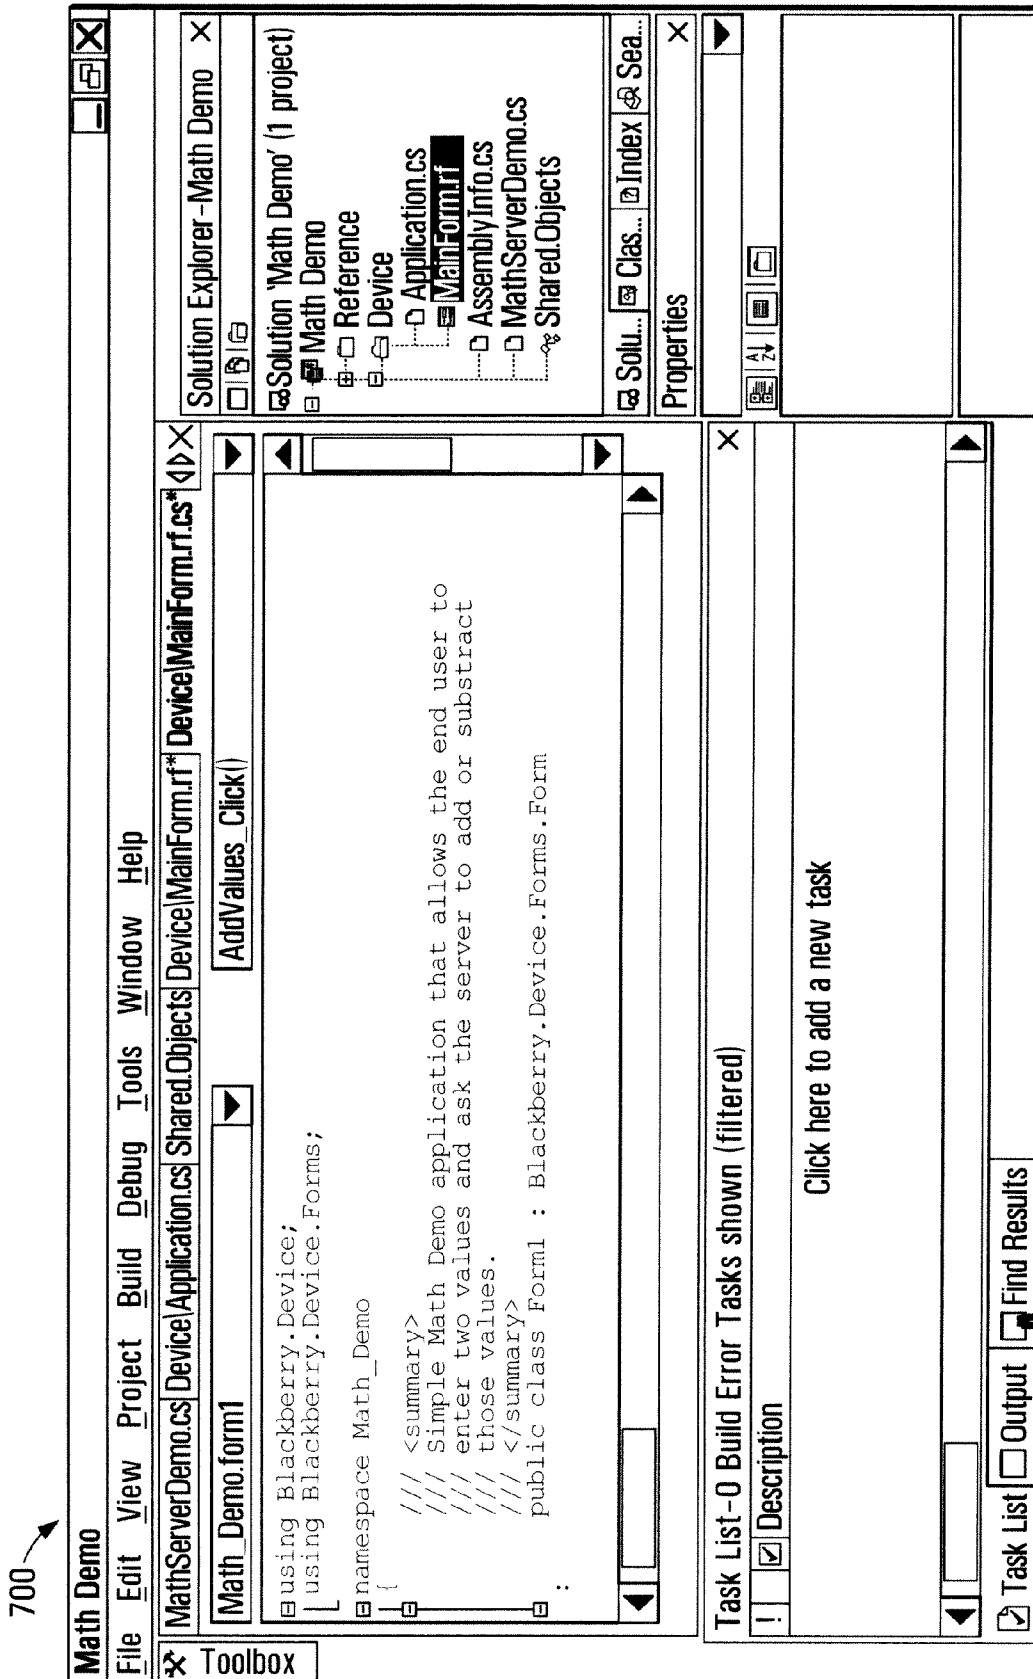 700
Math Demo
File Edit View Project Build Debug Tools Window Help
Toolbox
MathServerDemo.cs Device\Application.cs Shared.Objects Device\MainForm.rf* Device\MainForm.rf.cs*
Math_Demo.form1
AddValues_Click()
using Blackberry.Device;
using Blackberry.Device.Forms;
namespace Math_Demo
{
/// <summary>
/// Simple Math Demo application that allows the end user to
/// enter two values and ask the server to add or substract
/// those values.
/// </summary>
public class Form1 : Blackberry.Device.Forms.Form
:
Solution Explorer-Math Demo
Solution 'Math Demo' (1 project)
Math Demo
Reference
Device
Application.cs
MainForm.rf
AssemblyInfo.cs
MathServerDemo.cs
Shared.Objects
Solu... Clas... Index Sea...
Properties
Task List-0 Build Error Tasks shown (filtered)
! Description
Click here to add a new task
Task List Output Find Results